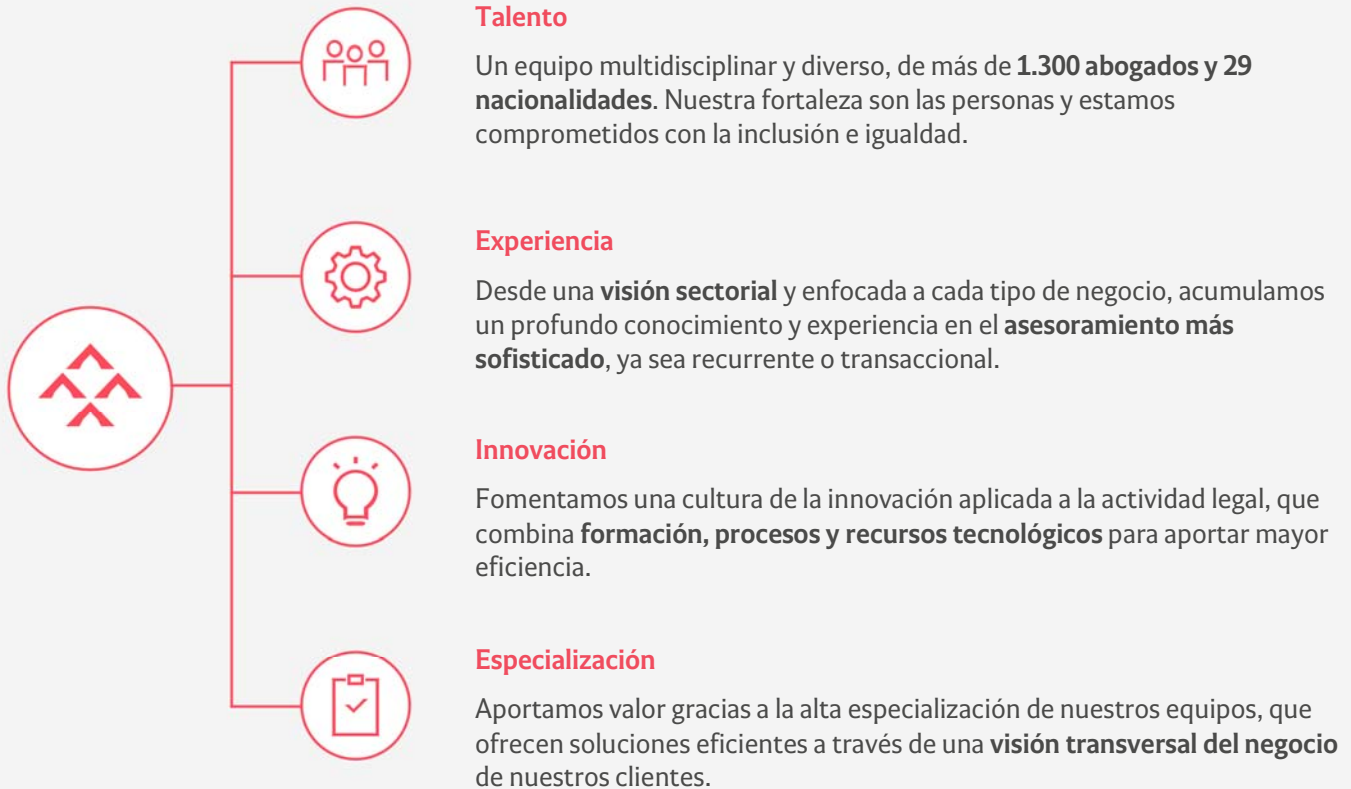 Talento
Un equipo multidisciplinar y diverso, de más de 1.300 abogados y 29
nacionalidades. Nuestra fortaleza son las personas y estamos
comprometidos con la inclusión e igualdad.
Experiencia
Desde una visión sectorial y enfocada a cada tipo de negocio, acumulamos
un profundo conocimiento y experiencia en el asesoramiento más
sofisticado, ya sea recurrente o transaccional.
Innovación
Fomentamos una cultura de la innovación aplicada a la actividad legal, que
combina formación, procesos y recursos tecnológicos para aportar mayor
eficiencia.
Especialización
Aportamos valor gracias a la alta especialización de nuestros equipos, que
ofrecen soluciones eficientes a través de una visión transversal del negocio
de nuestros clientes.